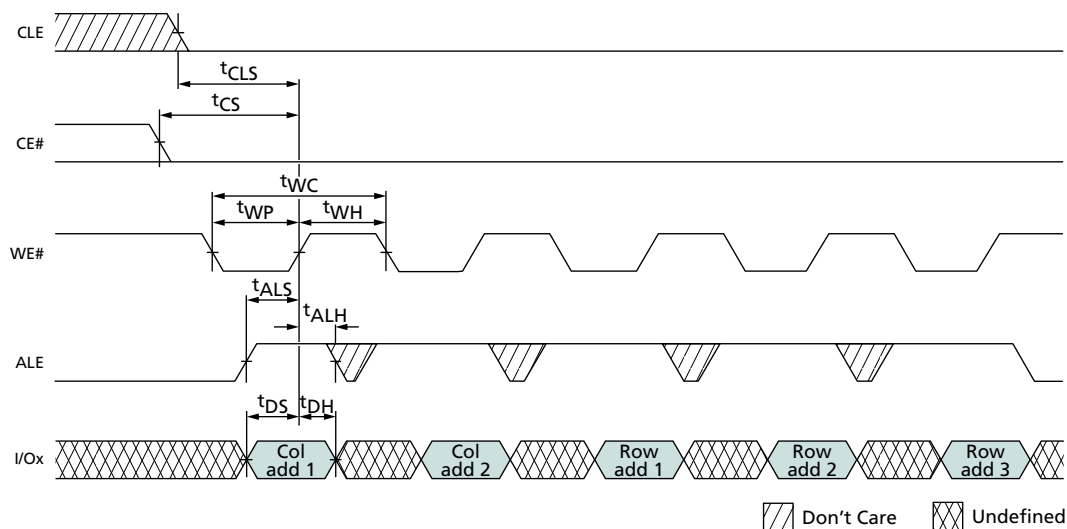 CLE
tCLS
tCS
CE#
tWC
tWP
tWH
WE#
tALS
tALH
ALE
tDS
tDH
I/Ox
Col
add 1
Col
add 2
Row
add 1
Row
add 2
Row
add 3
Don't Care
Undefined